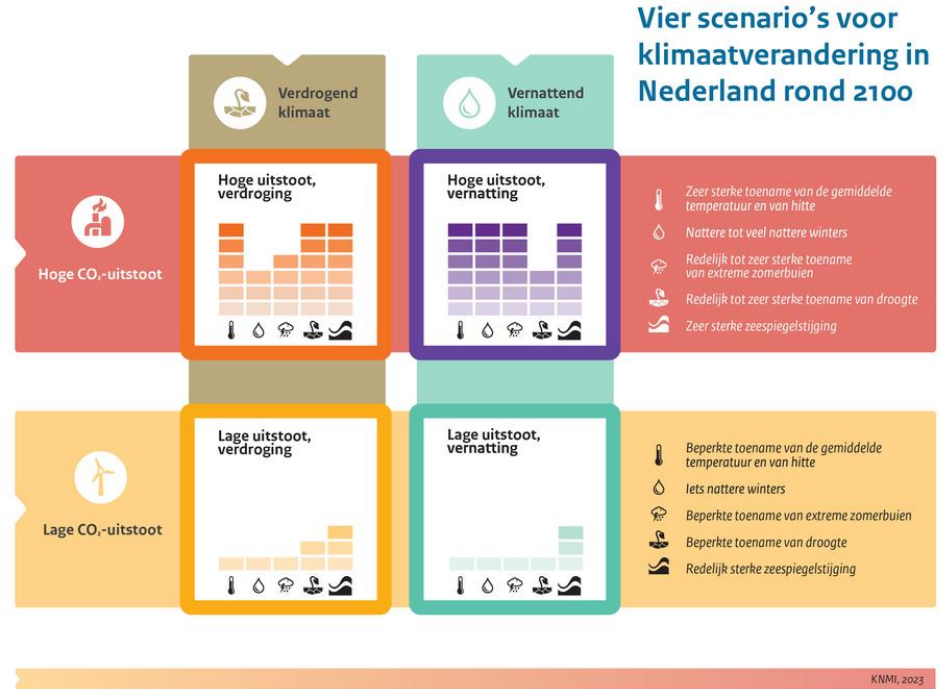 Vier scenario's voor
klimaatverandering in
Nederland rond 2100
Verdrogend
klimaat
Vernattend
klimaat
Hoge CO₂-uitstoot
Hoge uitstoot,
verdroging
Hoge uitstoot,
vernatting
Zeer sterke toename van de gemiddelde
temperatuur en van hitte
Nattere tot veel nattere winters
Redelijk tot zeer sterke toename
van extreme zomerbuien
Redelijk tot zeer sterke toename van droogte
Zeer sterke zeespiegelstijging
Lage CO₂-uitstoot
Lage uitstoot,
verdroging
Lage uitstoot,
vernatting
Beperkte toename van de gemiddelde
temperatuur en van hitte
Iets nattere winters
Beperkte toename van extreme zomerbuien
Beperkte toename van droogte
Redelijk sterke zeespiegelstijging
KNMI, 2023